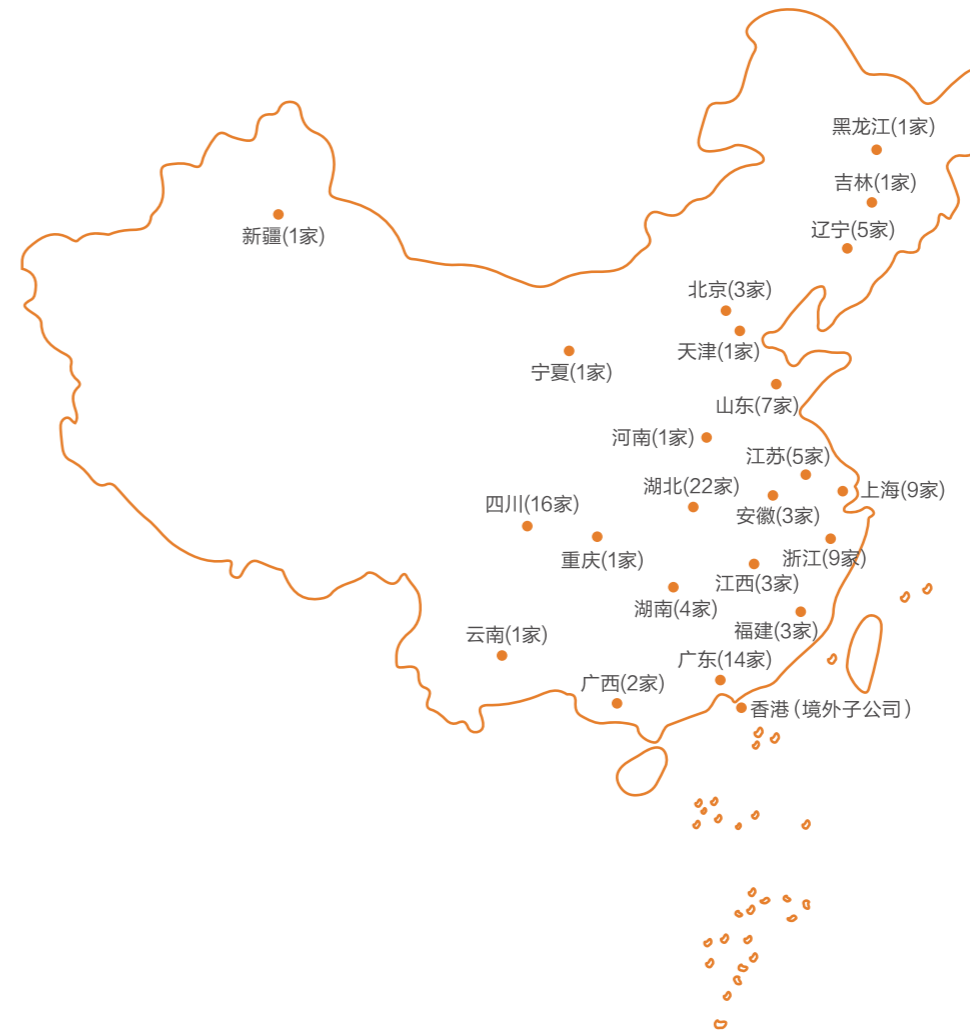 黑龙江(1家)
吉林(1家)
辽宁(5家)
新疆(1家)
北京(3家)
天津(1家)
宁夏(1家)
山东(7家)
河南(1家)
江苏(5家)
湖北(22家)
上海(9家)
四川(16家)
安徽(3家)
重庆(1家)
浙江(9家)
江西(3家)
湖南(4家)
福建(3家)
云南(1家)
广东(14家)
广西(2家)
香港(境外子公司)